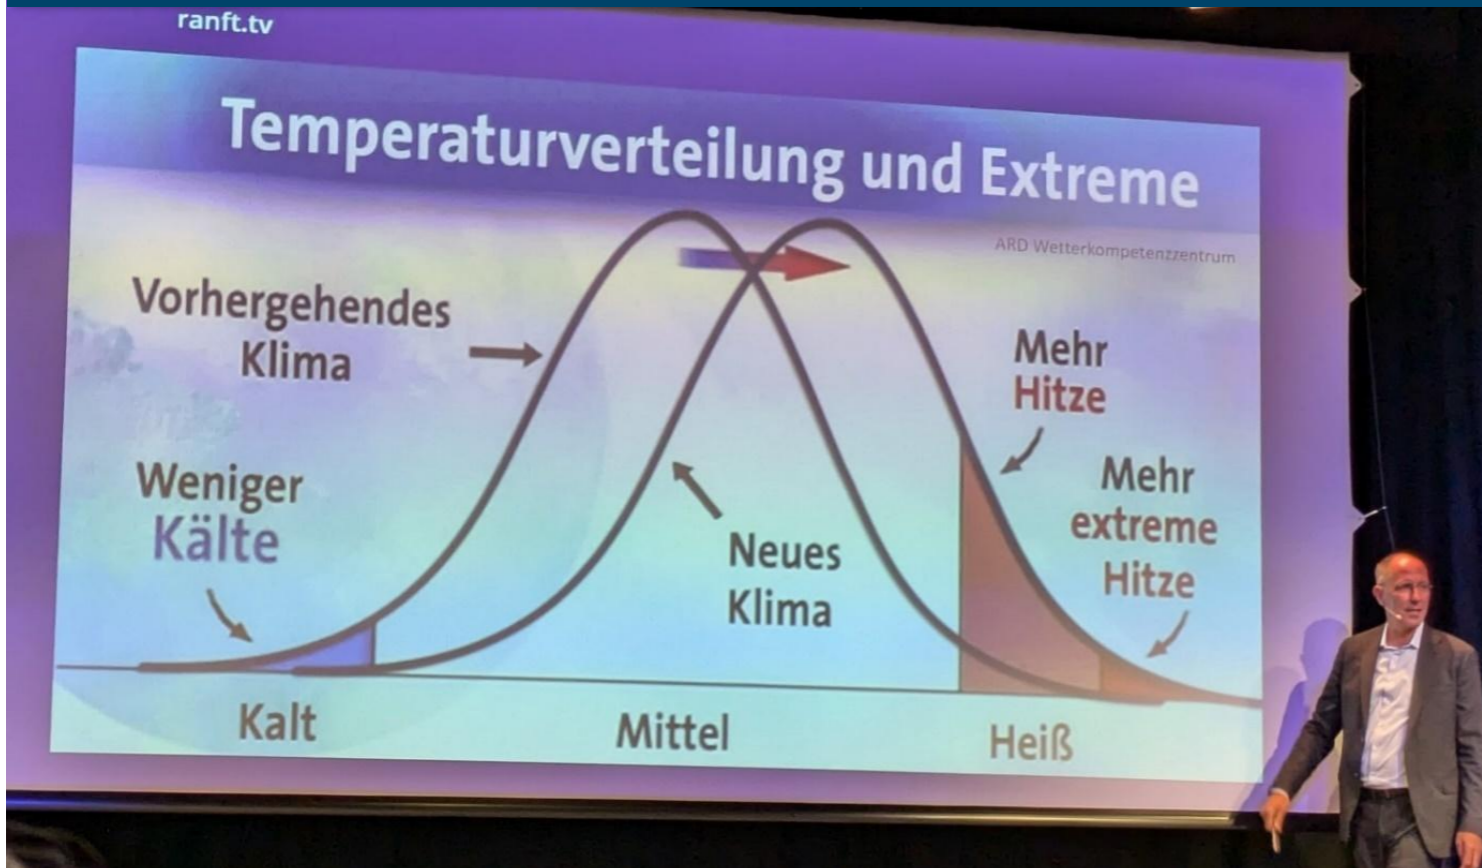 ranft.tv
Temperaturverteilung und Extreme
ARD Wetterkompetenzzentrum
Vorhergehendes
Klima
Mehr
Hitze
Weniger
Kälte
Mehr
extreme
Hitze
Neues
Klima
Kalt
Mittel
Heiß